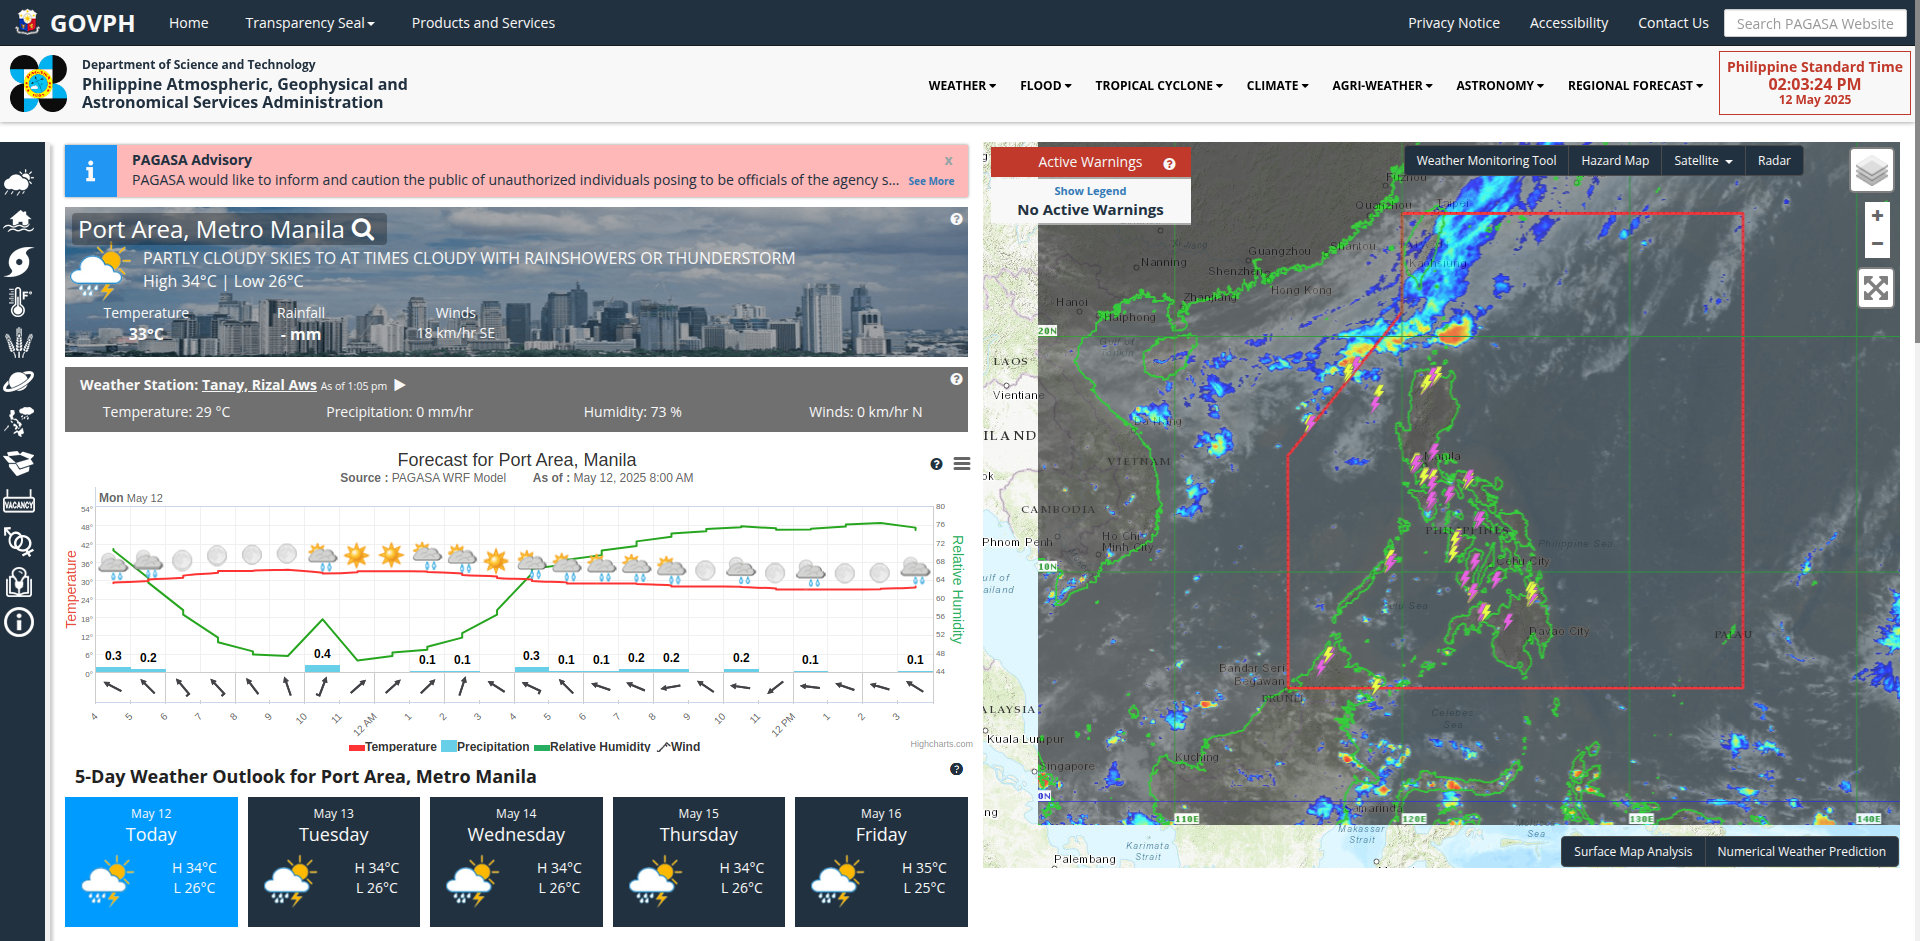 GOVPH
Home
Transparency Seal
Products and Services
Privacy Notice
Accessibility
Contact Us
Search PAGASA Website
Department of Science and Technology
Philippine Atmospheric, Geophysical and
Astronomical Services Administration
WEATHER
FLOOD
TROPICAL CYCLONE
CLIMATE
AGRI-WEATHER
ASTRONOMY
REGIONAL FORECAST
Philippine Standard Time
02:03:24 PM
12 May 2025
VACANCY
PAGASA Advisory
x
PAGASA would like to inform and caution the public of unauthorized individuals posing to be officials of the agency s... See More
Port Area, Metro Manila
PARTLY CLOUDY SKIES TO AT TIMES CLOUDY WITH RAINSHOWERS OR THUNDERSTORM
High 34°C | Low 26°C
Temperature
33°C
Rainfall
- mm
Winds
18 km/hr SE
Weather Station: Tanay, Rizal Aws As of 1:05 pm
Temperature: 29 °C
Precipitation: 0 mm/hr
Humidity: 73 %
Winds: 0 km/hr N
Forecast for Port Area, Manila
Source : PAGASA WRF Model As of : May 12, 2025 8:00 AM
Mon May 12
Temperature
54°
48°
42°
36°
30°
24°
18°
12°
6°
0°
80
76
72
68
64
60
56
52
48
44
Relative Humidity
0.3 0.2 0.4 0.1 0.1 0.3 0.1 0.1 0.2 0.2 0.2 0.1 0.1
4 5 6 7 8 9 10 11 12 AM 1 2 3 4 5 6 7 8 9 10 11 12 PM 1 2 3
Temperature Precipitation Relative Humidity Wind
Highcharts.com
5-Day Weather Outlook for Port Area, Metro Manila
May 12
Today
H 34°C
L 26°C
May 13
Tuesday
H 34°C
L 26°C
May 14
Wednesday
H 34°C
L 26°C
May 15
Thursday
H 34°C
L 26°C
May 16
Friday
H 35°C
L 25°C
Active Warnings
Show Legend
No Active Warnings
Weather Monitoring Tool
Hazard Map
Satellite
Radar
+
−
Fuzhou
Quanzhou
Taipei
Guangzhou
Shantou
Nanning
Shenzhen
Kaohsiung
Hong Kong
Hanoi
Zhanjiang
Haiphong
20N
Gulf of
Tonkin
LAOS
Vientiane
Da Nang
ILAND
VIETNAM
Manila
ok
CAMBODIA
Phnom Penh
Ho Chi
Minh City
PHILIPPINES
Philippine Sea
10N
Cebu City
ulf of
ailand
Sulu Sea
Davao City
PALAU
Bandar Seri
Begawan
BRUNEI
ALAYSIA
Celebes
Sea
Kuala Lumpur
Kuching
Singapore
0N
Samarinda
ng
110E
120E
130E
140E
Makassar
Strait
Karimata
Strait
Palembang
Sea
Surface Map Analysis
Numerical Weather Prediction